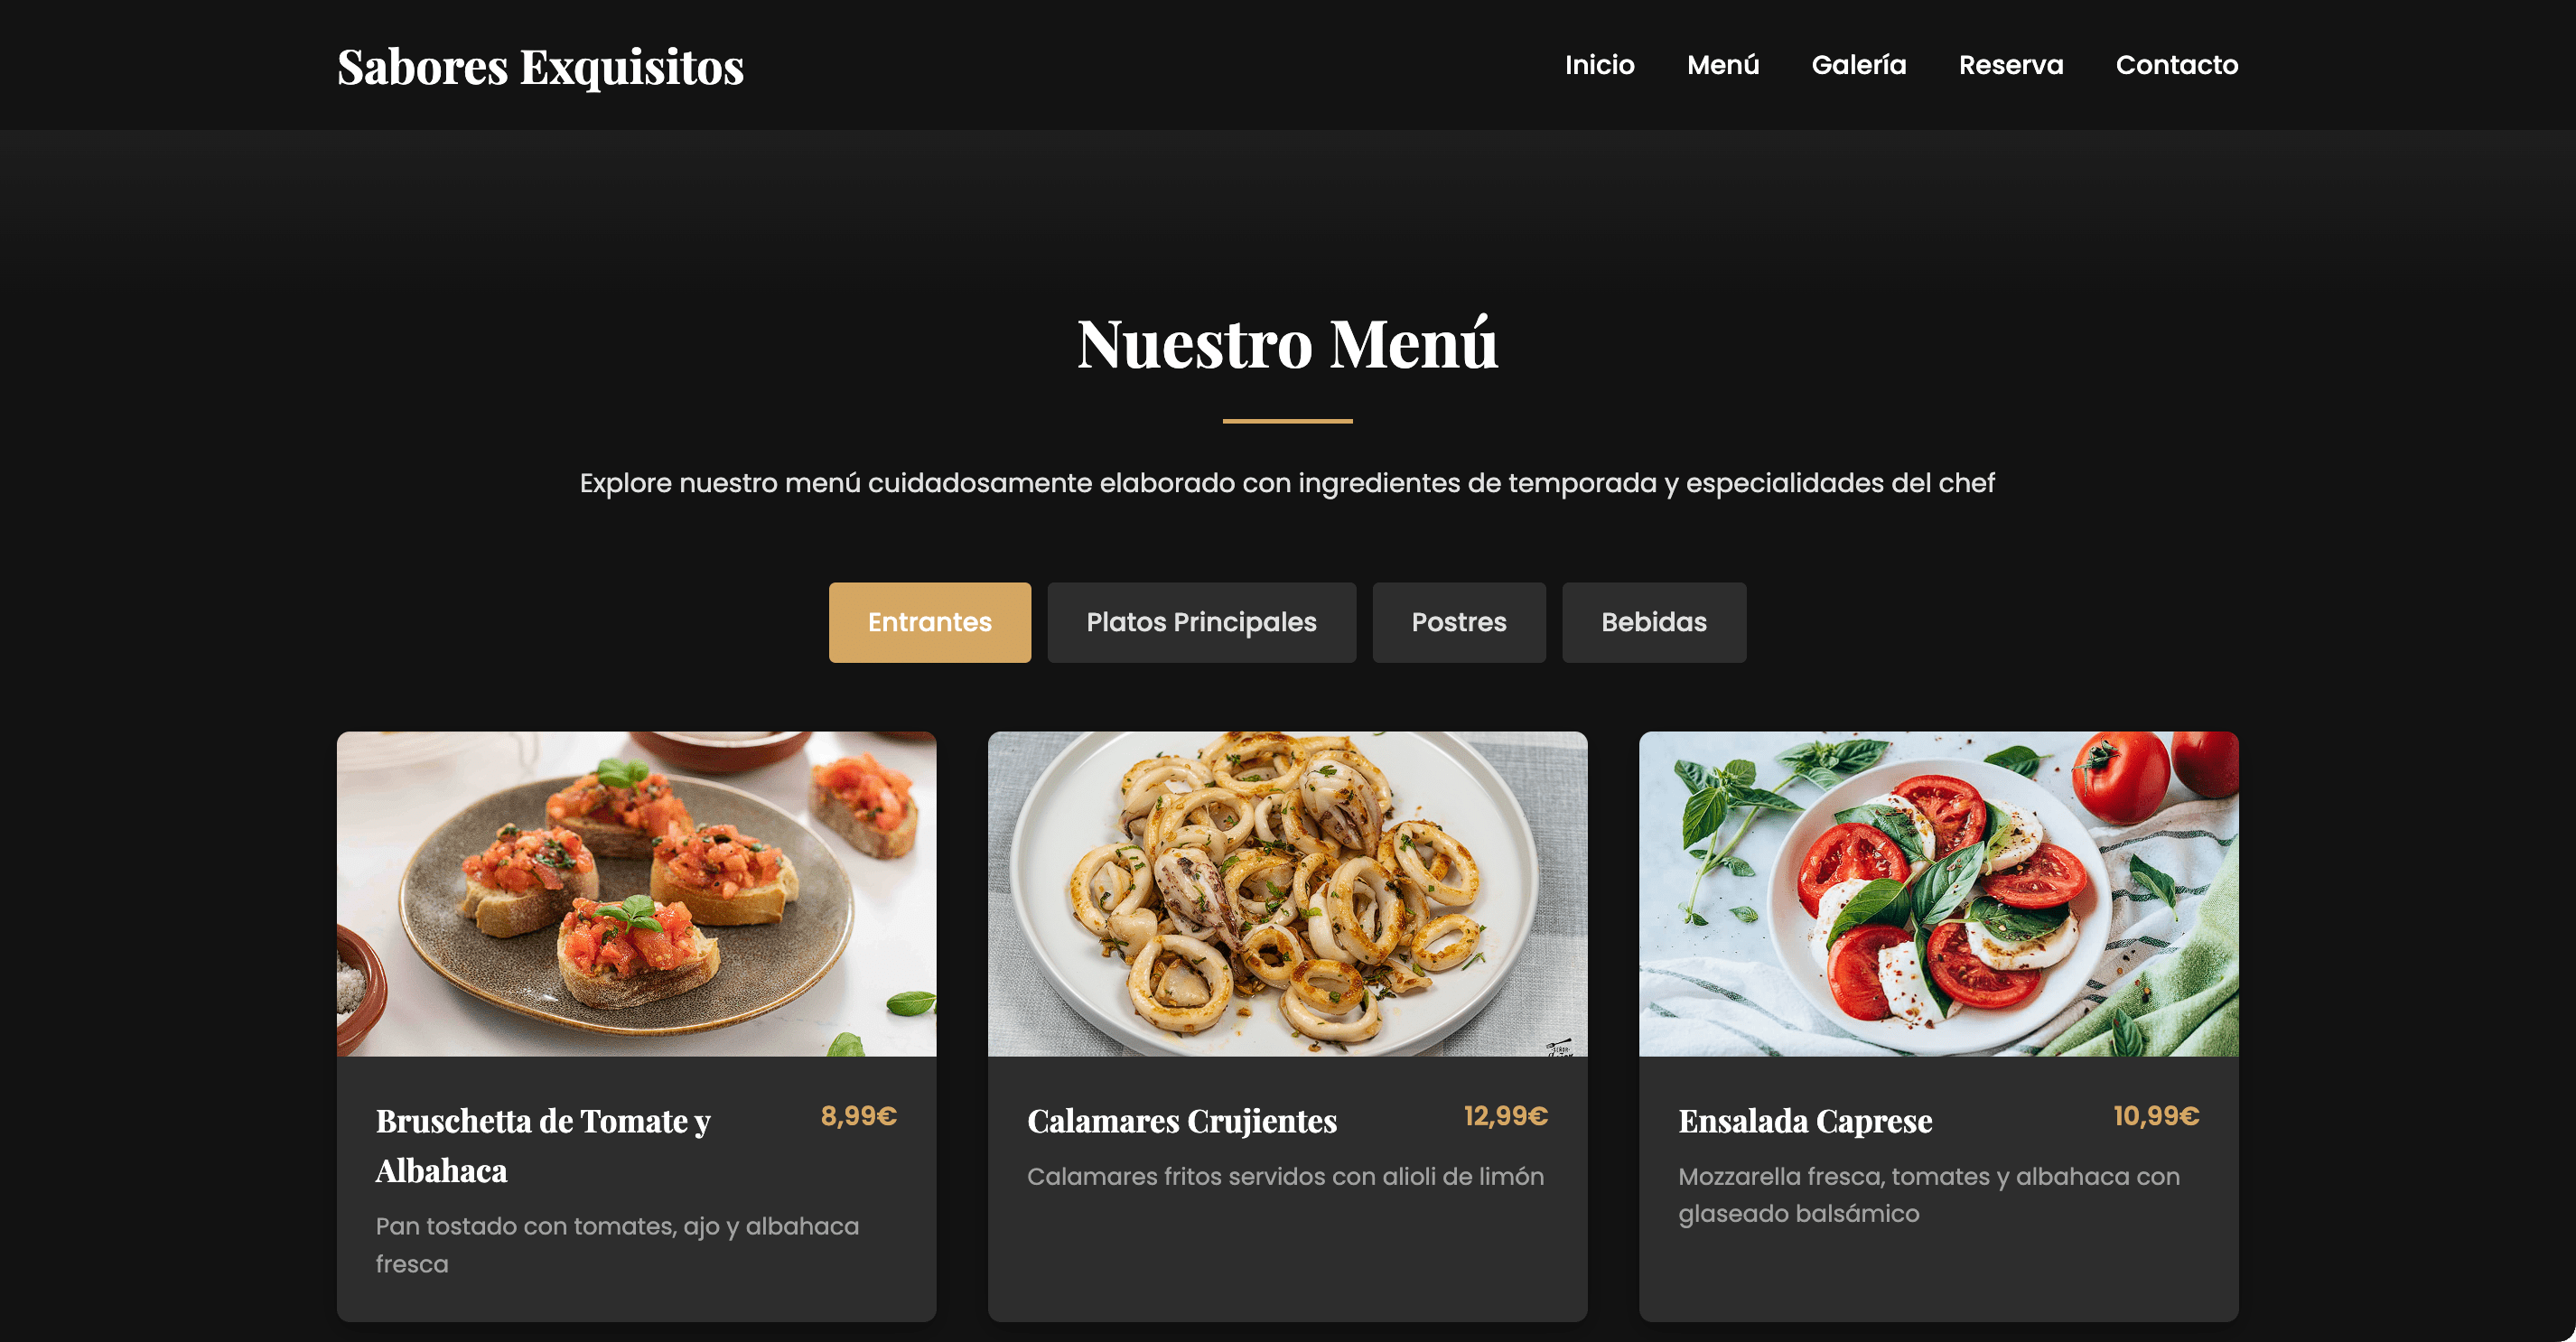 Sabores Exquisitos
Inicio Menú Galería Reserva Contacto
Nuestro Menú
Explore nuestro menú cuidadosamente elaborado con ingredientes de temporada y especialidades del chef
Entrantes Platos Principales Postres Bebidas
Bruschetta de Tomate y
Albahaca
8,99€
Pan tostado con tomates, ajo y albahaca
fresca
Calamares Crujientes
12,99€
Calamares fritos servidos con alioli de limón
Ensalada Caprese
10,99€
Mozzarella fresca, tomates y albahaca con
glaseado balsámico